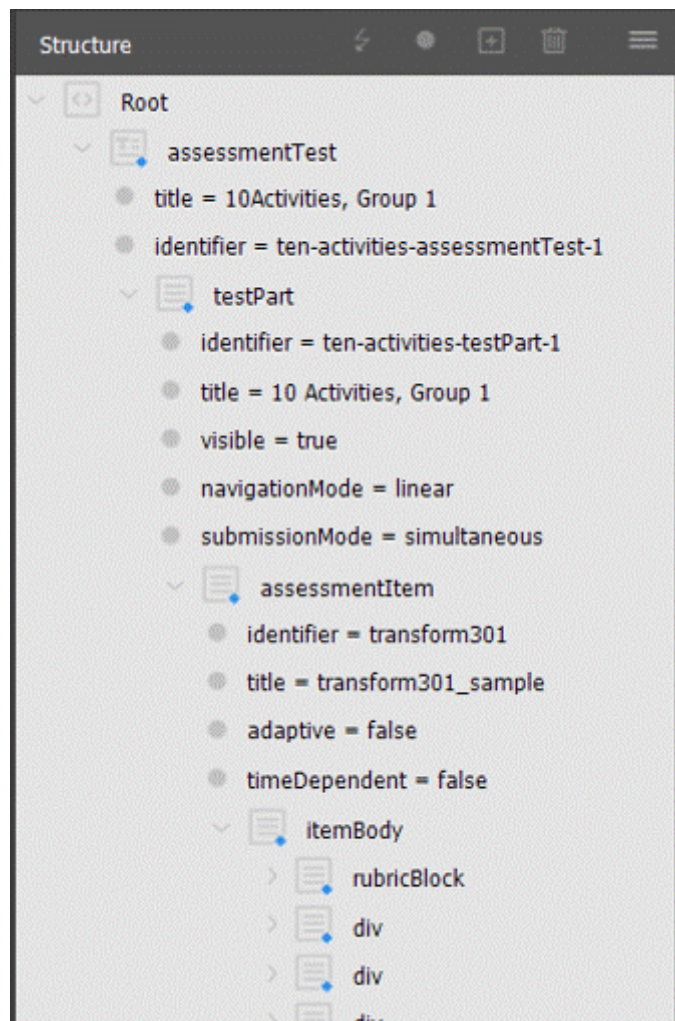 Structure
Root
assessmentTest
title = 10Activities, Group 1
identifier = ten-activities-assessmentTest-1
testPart
identifier = ten-activities-testPart-1
title = 10 Activities, Group 1
visible = true
navigationMode = linear
submissionMode = simultaneous
assessmentItem
identifier = transform301
title = transform301_sample
adaptive = false
timeDependent = false
itemBody
rubricBlock
div
div
div